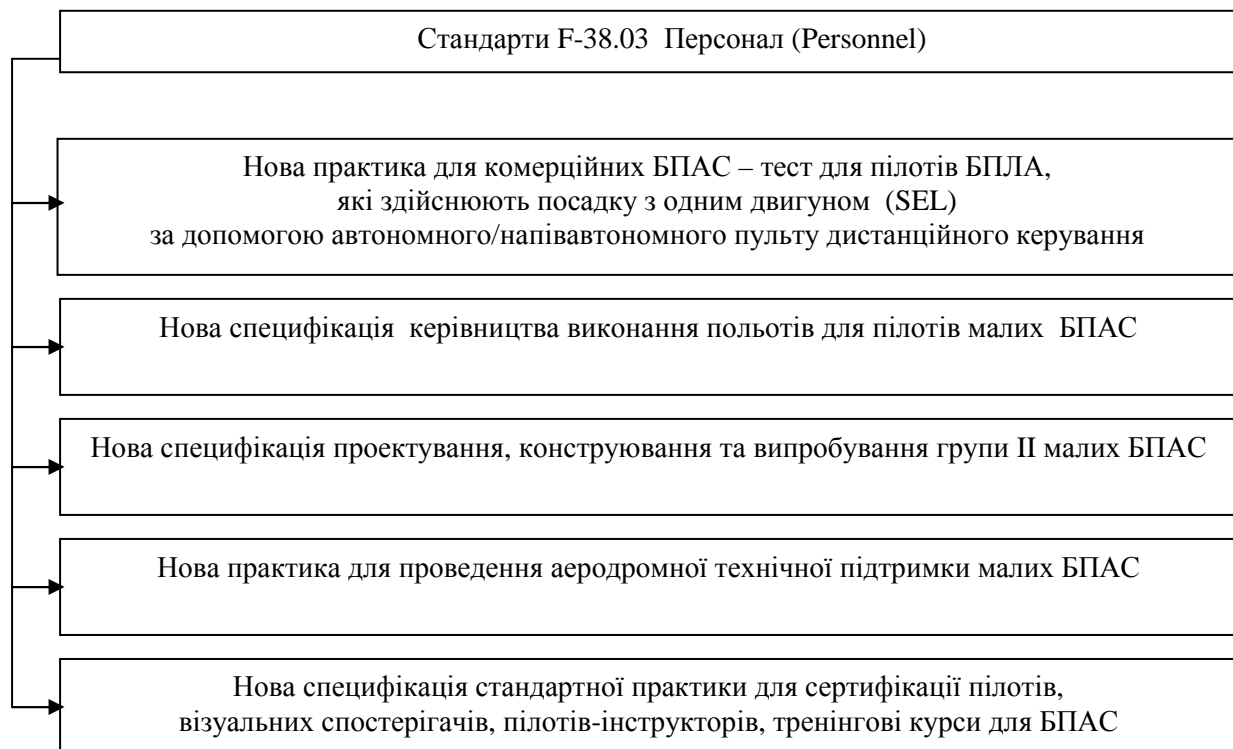 Стандарти F-38.03 Персонал (Personnel)
Нова практика для комерційних БПАС – тест для пілотів БПЛА,
які здійснюють посадку з одним двигуном (SEL)
за допомогою автономного/напівавтономного пульту дистанційного керування
Нова специфікація керівництва виконання польотів для пілотів малих БПАС
Нова специфікація проектування, конструювання та випробування групи II малих БПАС
Нова практика для проведення аеродромної технічної підтримки малих БПАС
Нова специфікація стандартної практики для сертифікації пілотів,
візуальних спостерігачів, пілотів-інструкторів, тренінгові курси для БПАС